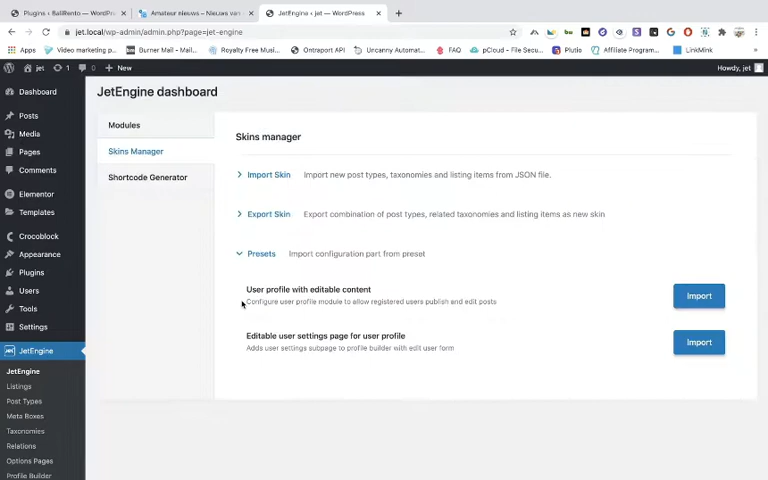 Plugins ‹ BaliRento — WordPr
Amateur nieuws – Nieuws van
JetEngine ‹ jet — WordPress
jet.local/wp-admin/admin.php?page=jet-engine
Apps
Video marketing p...
Burner Mail - Mail...
Royalty Free Musi...
Ontraport API
Uncanny Automat...
FAQ
pCloud - File Secu...
Plutio
Affiliate Program...
LinkMink
jet
1
0
+ New
Howdy, jet
Dashboard
Posts
Media
Pages
Comments
Elementor
Templates
Crocoblock
Appearance
Plugins
Users
Tools
Settings
JetEngine
JetEngine
Listings
Post Types
Meta Boxes
Taxonomies
Relations
Options Pages
Profile Builder
JetEngine dashboard
Modules
Skins Manager
Shortcode Generator
Skins manager
Import Skin Import new post types, taxonomies and listing items from JSON file.
Export Skin Export combination of post types, related taxonomies and listing items as new skin
Presets Import configuration part from preset
User profile with editable content
Configure user profile module to allow registered users publish and edit posts
Import
Editable user settings page for user profile
Adds user settings subpage to profile builder with edit user form
Import